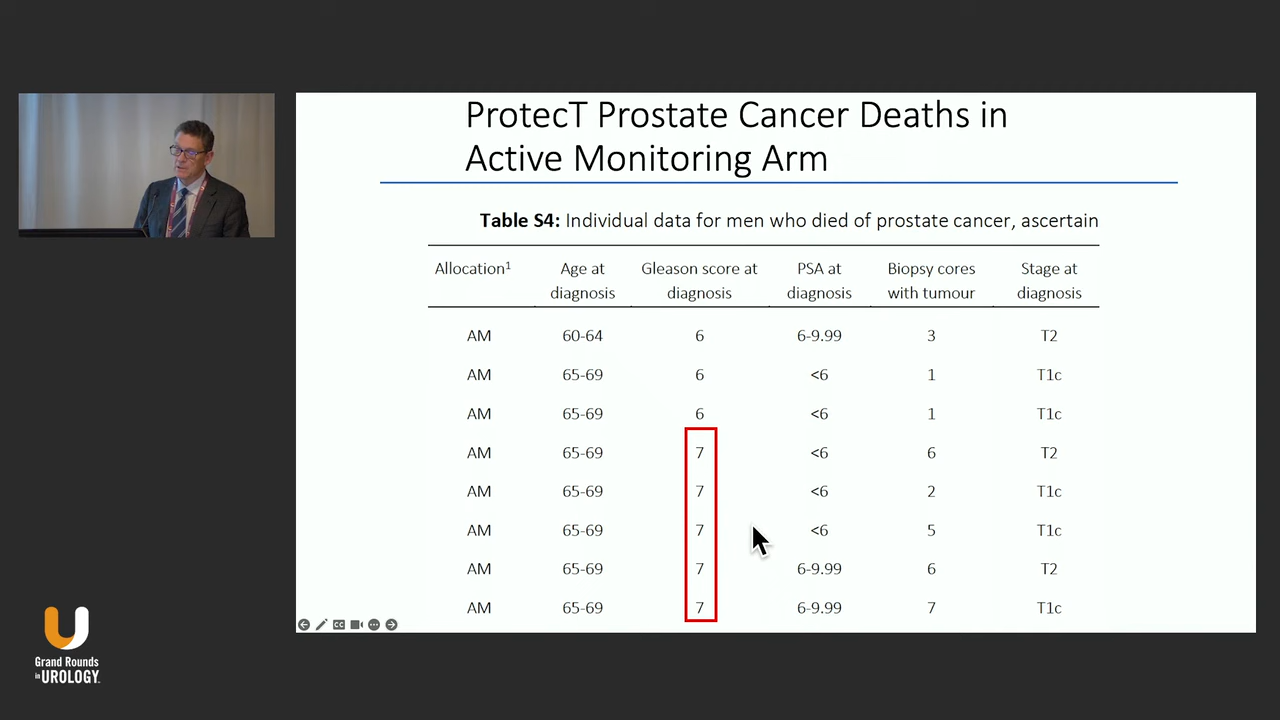 ProtecT Prostate Cancer Deaths in
Active Monitoring Arm
Table S4: Individual data for men who died of prostate cancer, ascertain
Allocation1 Age at diagnosis Gleason score at diagnosis PSA at diagnosis Biopsy cores with tumour Stage at diagnosis
AM 60-64 6 6-9.99 3 T2
AM 65-69 6 <6 1 T1c
AM 65-69 6 <6 1 T1c
AM 65-69 7 <6 6 T2
AM 65-69 7 <6 2 T1c
AM 65-69 7 <6 5 T1c
AM 65-69 7 6-9.99 6 T2
AM 65-69 7 6-9.99 7 T1c
Grand Rounds
in UROLOGY